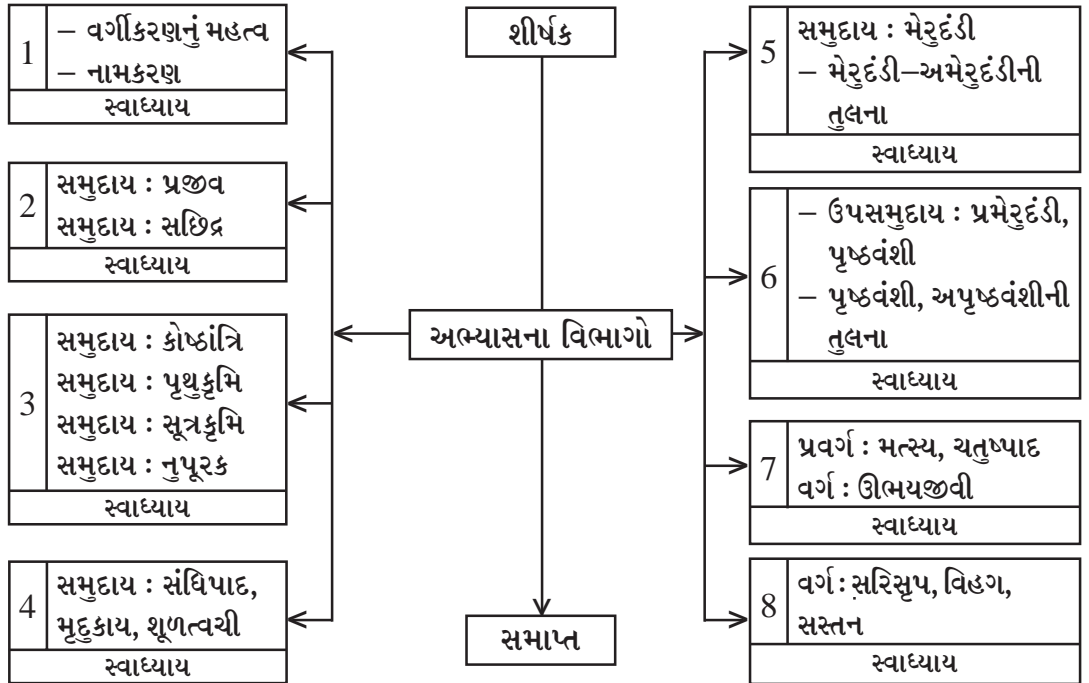 શીર્ષક
અભ્યાસના વિભાગો
સમાપ્ત
1
– વર્ગીકરણનું મહત્વ
– નામકરણ
સ્વાધ્યાય
2
સમુદાય : પ્રજીવ
સમુદાય : સછિદ્ર
સ્વાધ્યાય
3
સમુદાય : કોષ્ઠાંત્રિ
સમુદાય : પૃથુકૃમિ
સમુદાય : સૂત્રકૃમિ
સમુદાય : નુપૂરક
સ્વાધ્યાય
4
સમુદાય : સંધિપાદ,
મૃદુકાય, શૂળત્વચી
સ્વાધ્યાય
5
સમુદાય : મેરુદંડી
– મેરુદંડી–અમેરુદંડીની
તુલના
સ્વાધ્યાય
6
– ઉપસમુદાય : પ્રમેરુદંડી,
પૃષ્ઠવંશી
– પૃષ્ઠવંશી, અપૃષ્ઠવંશીની
તુલના
સ્વાધ્યાય
7
પ્રવર્ગ : મત્સ્ય, ચતુષ્પાદ
વર્ગ : ઊભયજીવી
સ્વાધ્યાય
8
વર્ગ : સરિસૃપ, વિહગ,
સસ્તન
સ્વાધ્યાય